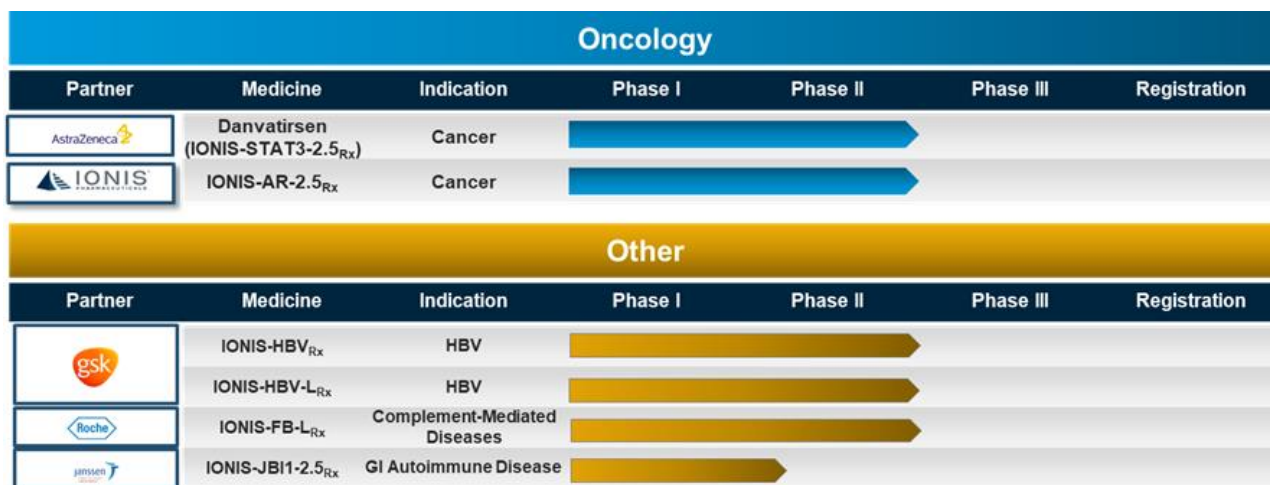 Oncology
Partner Medicine Indication Phase I Phase II Phase III Registration
AstraZeneca Danvatirsen (IONIS-STAT3-2.5Rx) Cancer
IONIS PHARMACEUTICALS IONIS-AR-2.5Rx Cancer
Other
Partner Medicine Indication Phase I Phase II Phase III Registration
gsk
IONIS-HBVRx HBV
IONIS-HBV-LRx HBV
Roche IONIS-FB-LRx Complement-Mediated Diseases
janssen IONIS-JBI1-2.5Rx GI Autoimmune Disease